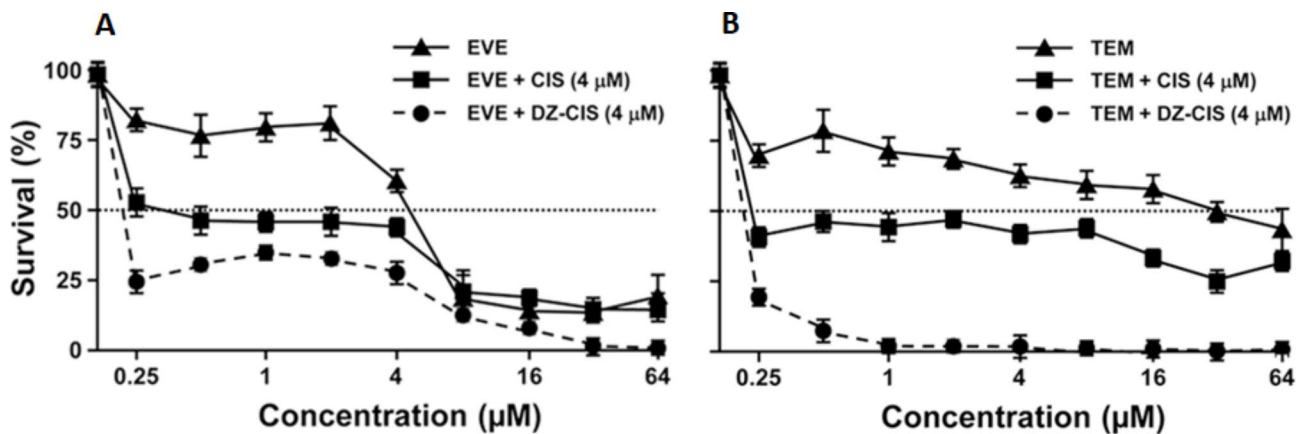 A
EVE
EVE + CIS (4 μM)
EVE + DZ-CIS (4 μM)
Survival (%)
100
75
50
25
0
0.25
1
4
16
64
Concentration (μM)
B
TEM
TEM + CIS (4 μM)
TEM + DZ-CIS (4 μM)
0.25
1
4
16
64
Concentration (μM)